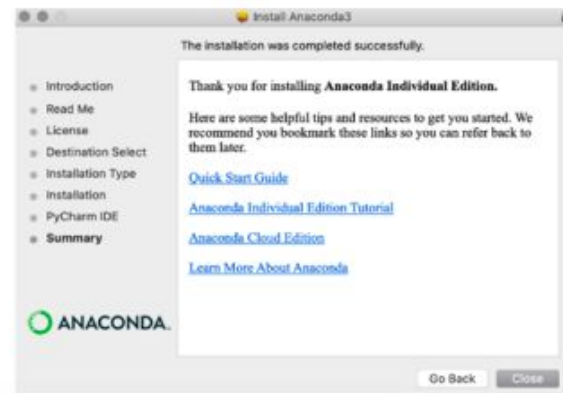 Install Anaconda3
The installation was completed successfully.
Introduction
Read Me
License
Destination Select
Installation Type
Installation
PyCharm IDE
Summary
Thank you for installing Anaconda Individual Edition.
Here are some helpful tips and resources to get you started. We
recommend you bookmark these links so you can refer back to
them later.
Quick Start Guide
Anaconda Individual Edition Tutorial
Anaconda Cloud Edition
Learn More About Anaconda
ANACONDA.
Go Back
Close